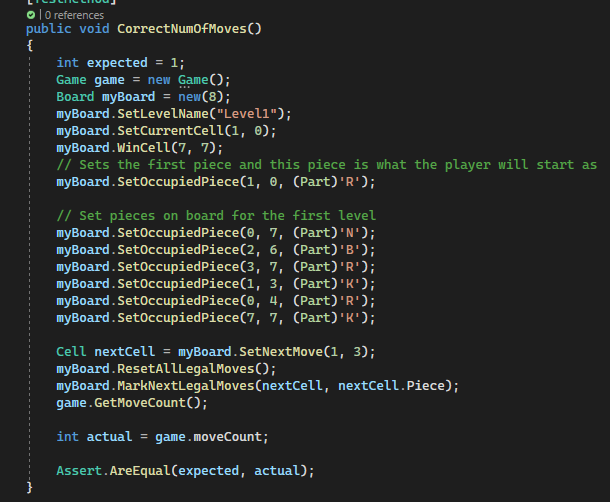 [TestMethod]
| 0 references
public void CorrectNumOfMoves()
{
int expected = 1;
Game game = new Game();
Board myBoard = new(8);
myBoard.SetLevelName("Level1");
myBoard.SetCurrentCell(1, 0);
myBoard.WinCell(7, 7);
// Sets the first piece and this piece is what the player will start as
myBoard.SetOccupiedPiece(1, 0, (Part)'R');
// Set pieces on board for the first level
myBoard.SetOccupiedPiece(0, 7, (Part)'N');
myBoard.SetOccupiedPiece(2, 6, (Part)'B');
myBoard.SetOccupiedPiece(3, 7, (Part)'R');
myBoard.SetOccupiedPiece(1, 3, (Part)'K');
myBoard.SetOccupiedPiece(0, 4, (Part)'R');
myBoard.SetOccupiedPiece(7, 7, (Part)'K');
Cell nextCell = myBoard.SetNextMove(1, 3);
myBoard.ResetAllLegalMoves();
myBoard.MarkNextLegalMoves(nextCell, nextCell.Piece);
game.GetMoveCount();
int actual = game.moveCount;
Assert.AreEqual(expected, actual);
}